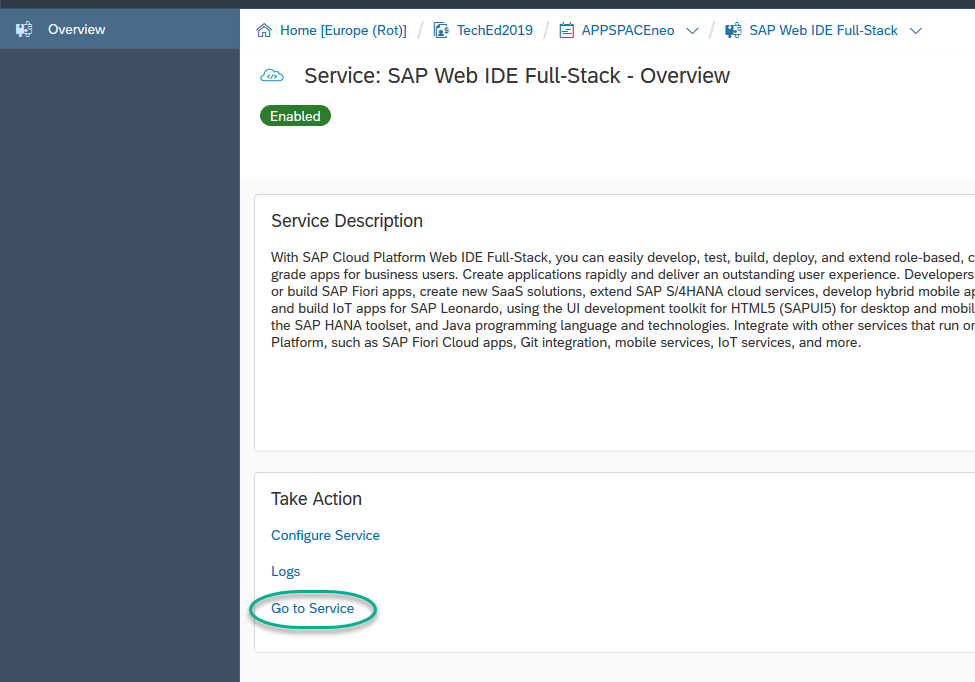 Overview
Home [Europe (Rot)] / TechEd2019 / APPSPACEneo / SAP Web IDE Full-Stack
Service: SAP Web IDE Full-Stack - Overview
Enabled
Service Description
With SAP Cloud Platform Web IDE Full-Stack, you can easily develop, test, build, deploy, and extend role-based, c
grade apps for business users. Create applications rapidly and deliver an outstanding user experience. Developers
or build SAP Fiori apps, create new SaaS solutions, extend SAP S/4HANA cloud services, develop hybrid mobile ap
and build IoT apps for SAP Leonardo, using the UI development toolkit for HTML5 (SAPUI5) for desktop and mobil
the SAP HANA toolset, and Java programming language and technologies. Integrate with other services that run on
Platform, such as SAP Fiori Cloud apps, Git integration, mobile services, IoT services, and more.
Take Action
Configure Service
Logs
Go to Service